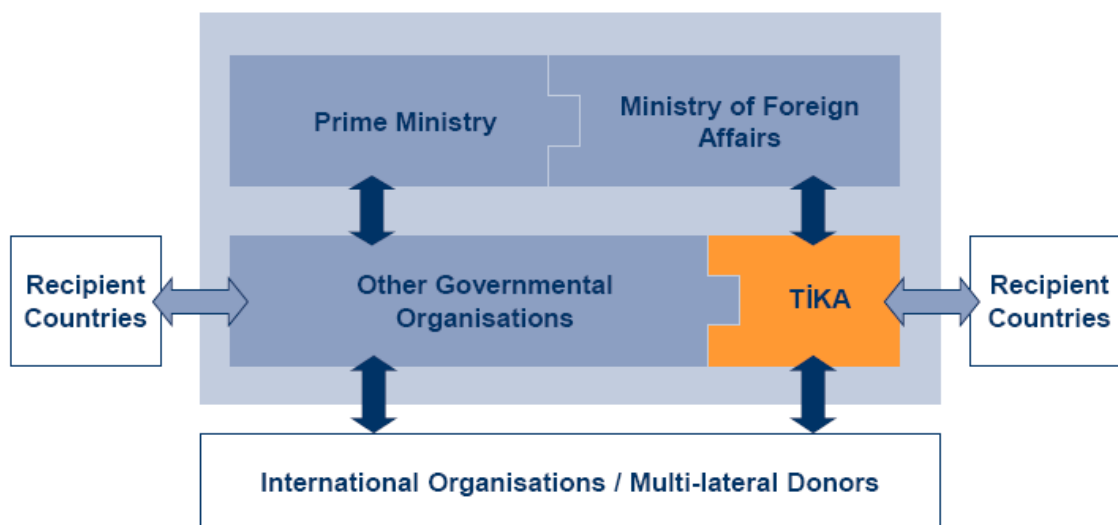 Prime Ministry
Ministry of Foreign
Affairs
Recipient
Countries
Other Governmental
Organisations
TİKA
Recipient
Countries
International Organisations / Multi-lateral Donors